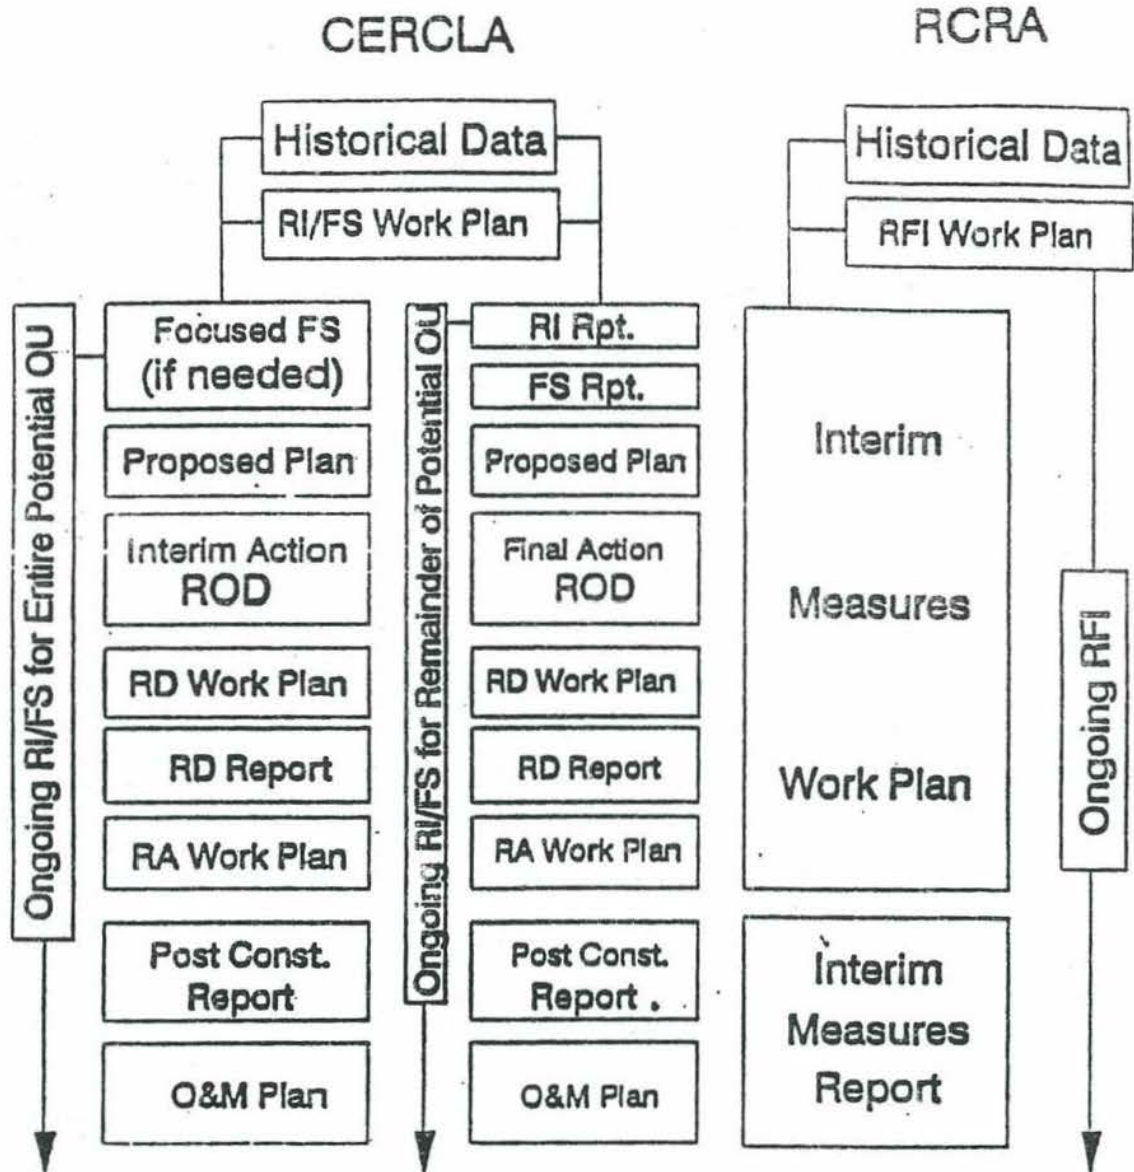 CERCLA
RCRA
Historical Data
RI/FS Work Plan
Ongoing RI/FS for Entire Potential OU
Focused FS
(if needed)
Proposed Plan
Interim Action
ROD
RD Work Plan
RD Report
RA Work Plan
Post Const.
Report
O&M Plan
Ongoing RI/FS for Remainder of Potential OU
RI Rpt.
FS Rpt.
Proposed Plan
Final Action
ROD
RD Work Plan
RD Report
RA Work Plan
Post Const.
Report .
O&M Plan
Historical Data
RFI Work Plan
Interim
Measures
Work Plan
Interim
Measures
Report
Ongoing RFI